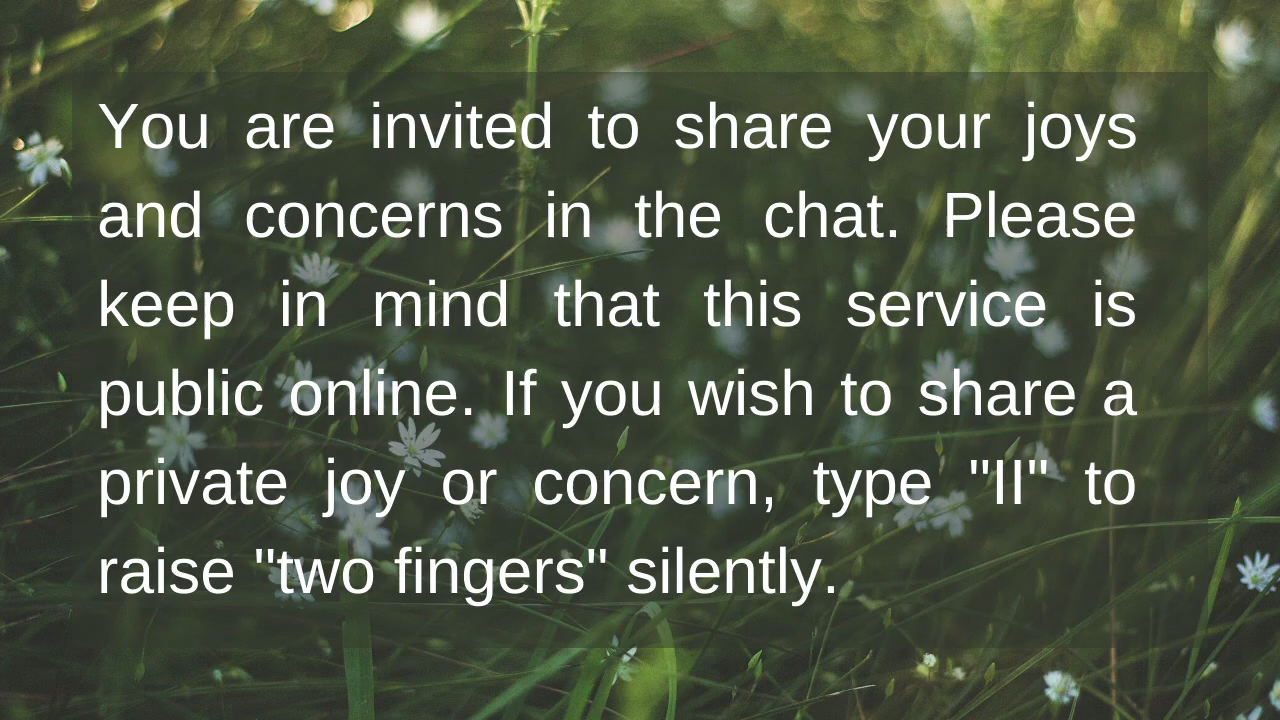 You are invited to share your joys
and concerns in the chat. Please
keep in mind that this service is
public online. If you wish to share a
private joy or concern, type "II" to
raise "two fingers" silently.